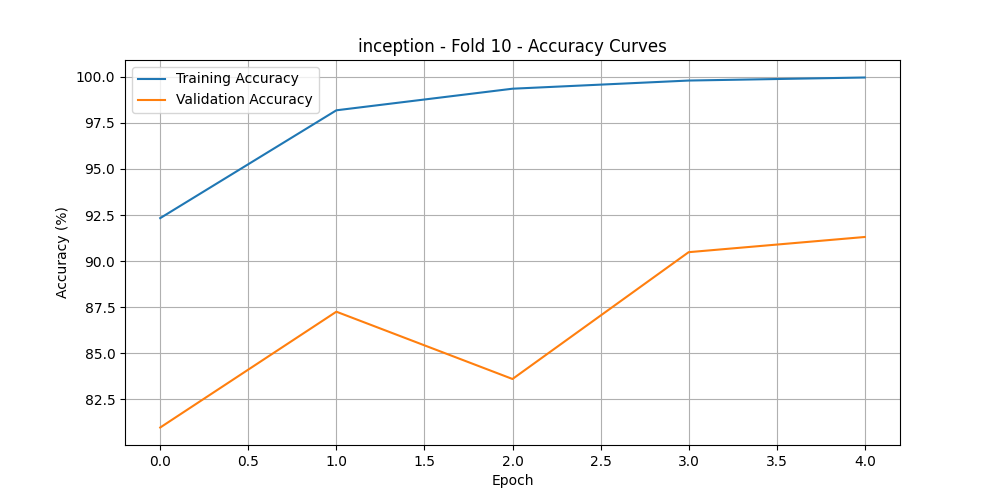 inception - Fold 10 - Accuracy Curves
Training Accuracy
Validation Accuracy
100.0
97.5
95.0
92.5
90.0
87.5
85.0
82.5
Accuracy (%)
0.0 0.5 1.0 1.5 2.0 2.5 3.0 3.5 4.0
Epoch